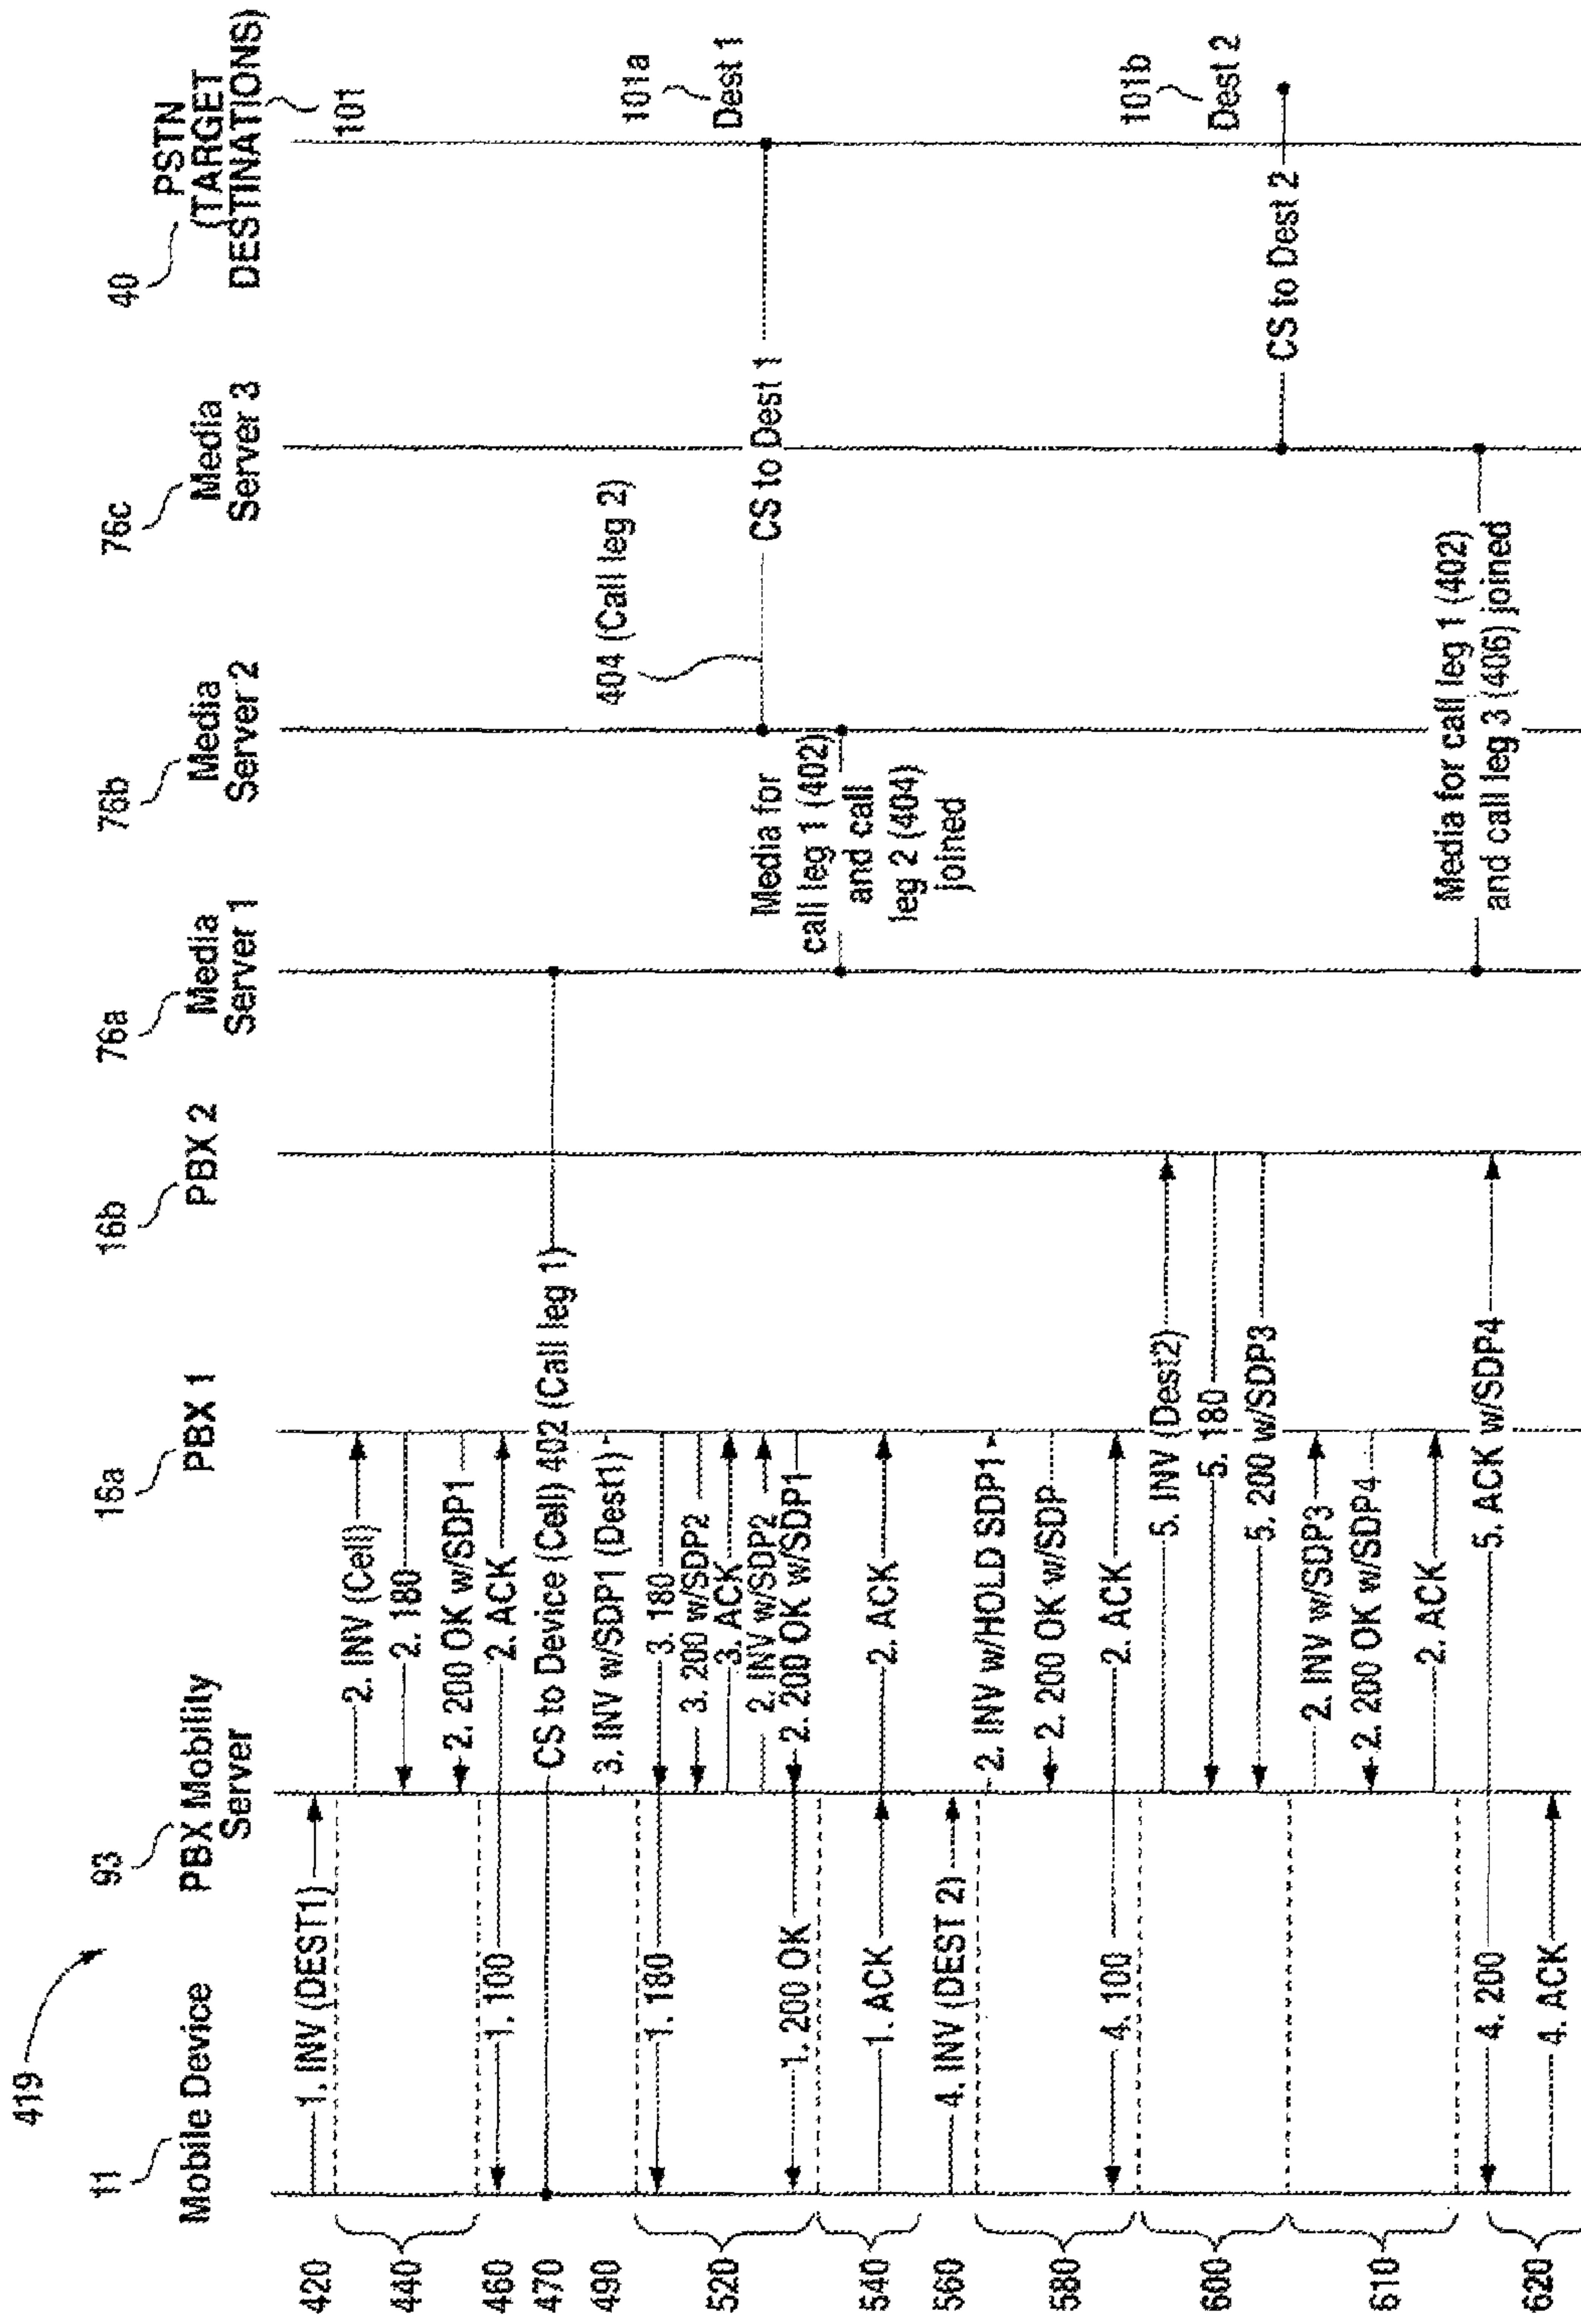 419
11
Mobile Device
93
PBX Mobility
Server
16a
PBX 1
16b
PBX 2
76a
Media
Server 1
76b
Media
Server 2
76c
Media
Server 3
40
PSTN
(TARGET
DESTINATIONS)
101
420
1. INV (DEST1)
440
2. INV (Cell)
2. 180
2. 200 OK w/SDP1
460
1. 100
2. ACK
470
CS to Device (Cell) 402 (Call leg 1)
490
3. INV w/SDP1 (Dest1)
520
1. 180
3. 180
3. 200 w/SDP2
3. ACK
2. INV w/SDP2
1. 200 OK
2. 200 OK w/SDP1
404 (Call leg 2)
CS to Dest 1
101a
Dest 1
Media for
call leg 1 (402)
and call
leg 2 (404)
joined
540
1. ACK
2. ACK
560
4. INV (DEST 2)
580
2. INV w/HOLD SDP1
2. 200 OK w/SDP
4. 100
2. ACK
600
5. INV (Dest2)
5. 180
5. 200 w/SDP3
CS to Dest 2
101b
Dest 2
610
2. INV w/SDP3
2. 200 OK w/SDP4
2. ACK
Media for call leg 1 (402)
and call leg 3 (406) joined
620
4. 200
5. ACK w/SDP4
4. ACK